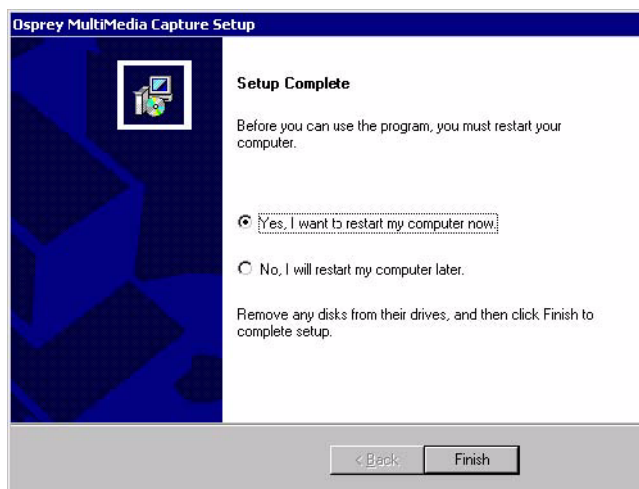 Osprey MultiMedia Capture Setup
Setup Complete
Before you can use the program, you must restart your
computer.
Yes, I want to restart my computer now.
No, I will restart my computer later.
Remove any disks from their drives, and then click Finish to
complete setup.
< Back
Finish